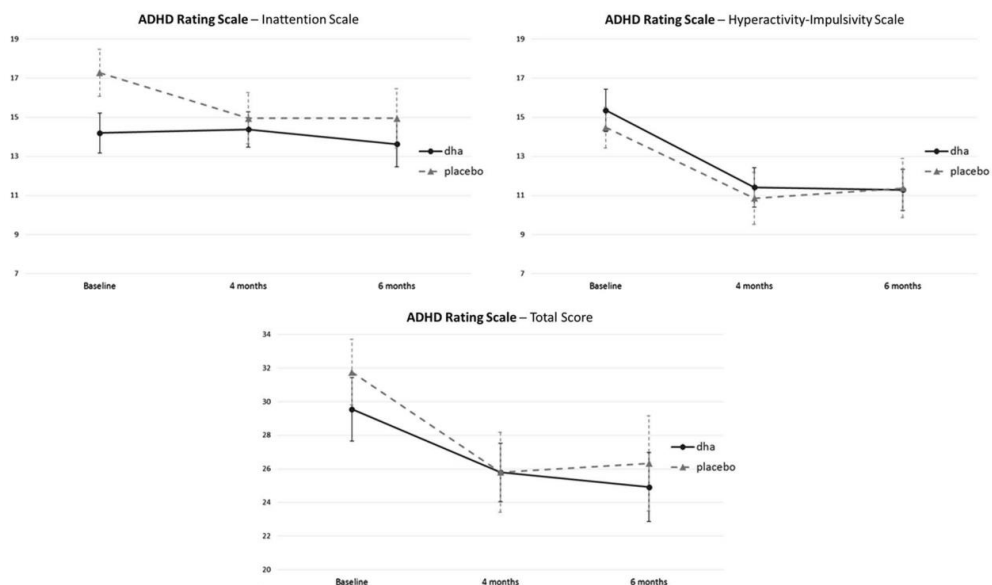 ADHD Rating Scale – Inattention Scale
19
17
15
13
11
9
7
Baseline
4 months
6 months
dha
placebo
ADHD Rating Scale – Hyperactivity-Impulsivity Scale
19
17
15
13
11
9
7
Baseline
4 months
6 months
dha
placebo
ADHD Rating Scale – Total Score
34
32
30
28
26
24
22
20
Baseline
4 months
6 months
dha
placebo